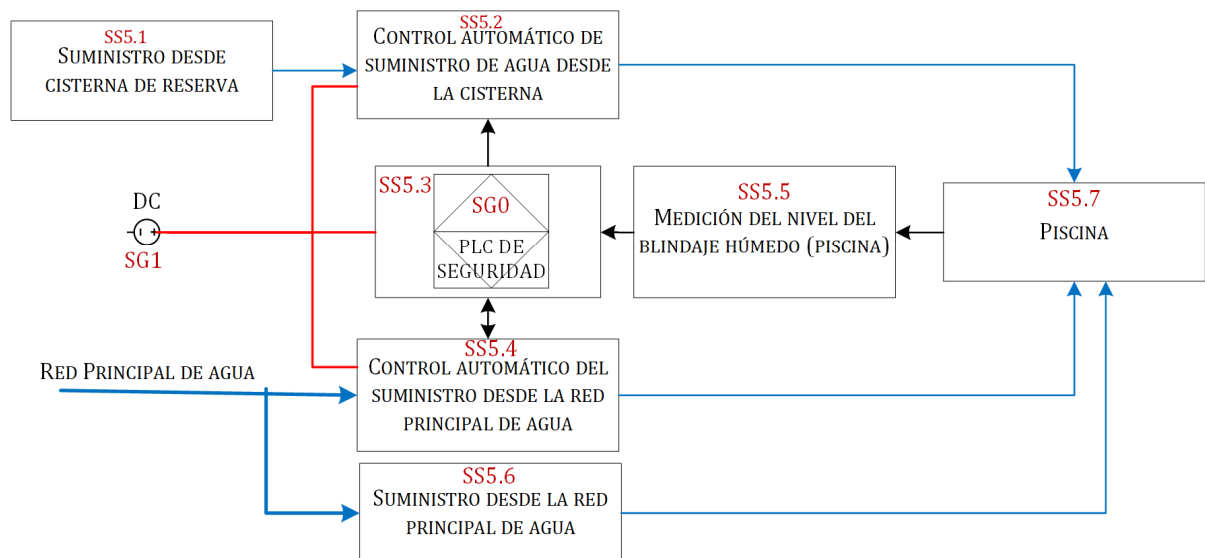 SS5.1
SUMINISTRO DESDE
CISTERNA DE RESERVA
SS5.2
CONTROL AUTOMÁTICO DE
SUMINISTRO DE AGUA DESDE
LA CISTERNA
DC
SG1
SS5.3
SG0
PLC DE
SEGURIDAD
SS5.5
MEDICIÓN DEL NIVEL DEL
BLINDAJE HÚMEDO (PISCINA)
SS5.7
PISCINA
RED PRINCIPAL DE AGUA
SS5.4
CONTROL AUTOMÁTICO DEL
SUMINISTRO DESDE LA RED
PRINCIPAL DE AGUA
SS5.6
SUMINISTRO DESDE LA RED
PRINCIPAL DE AGUA